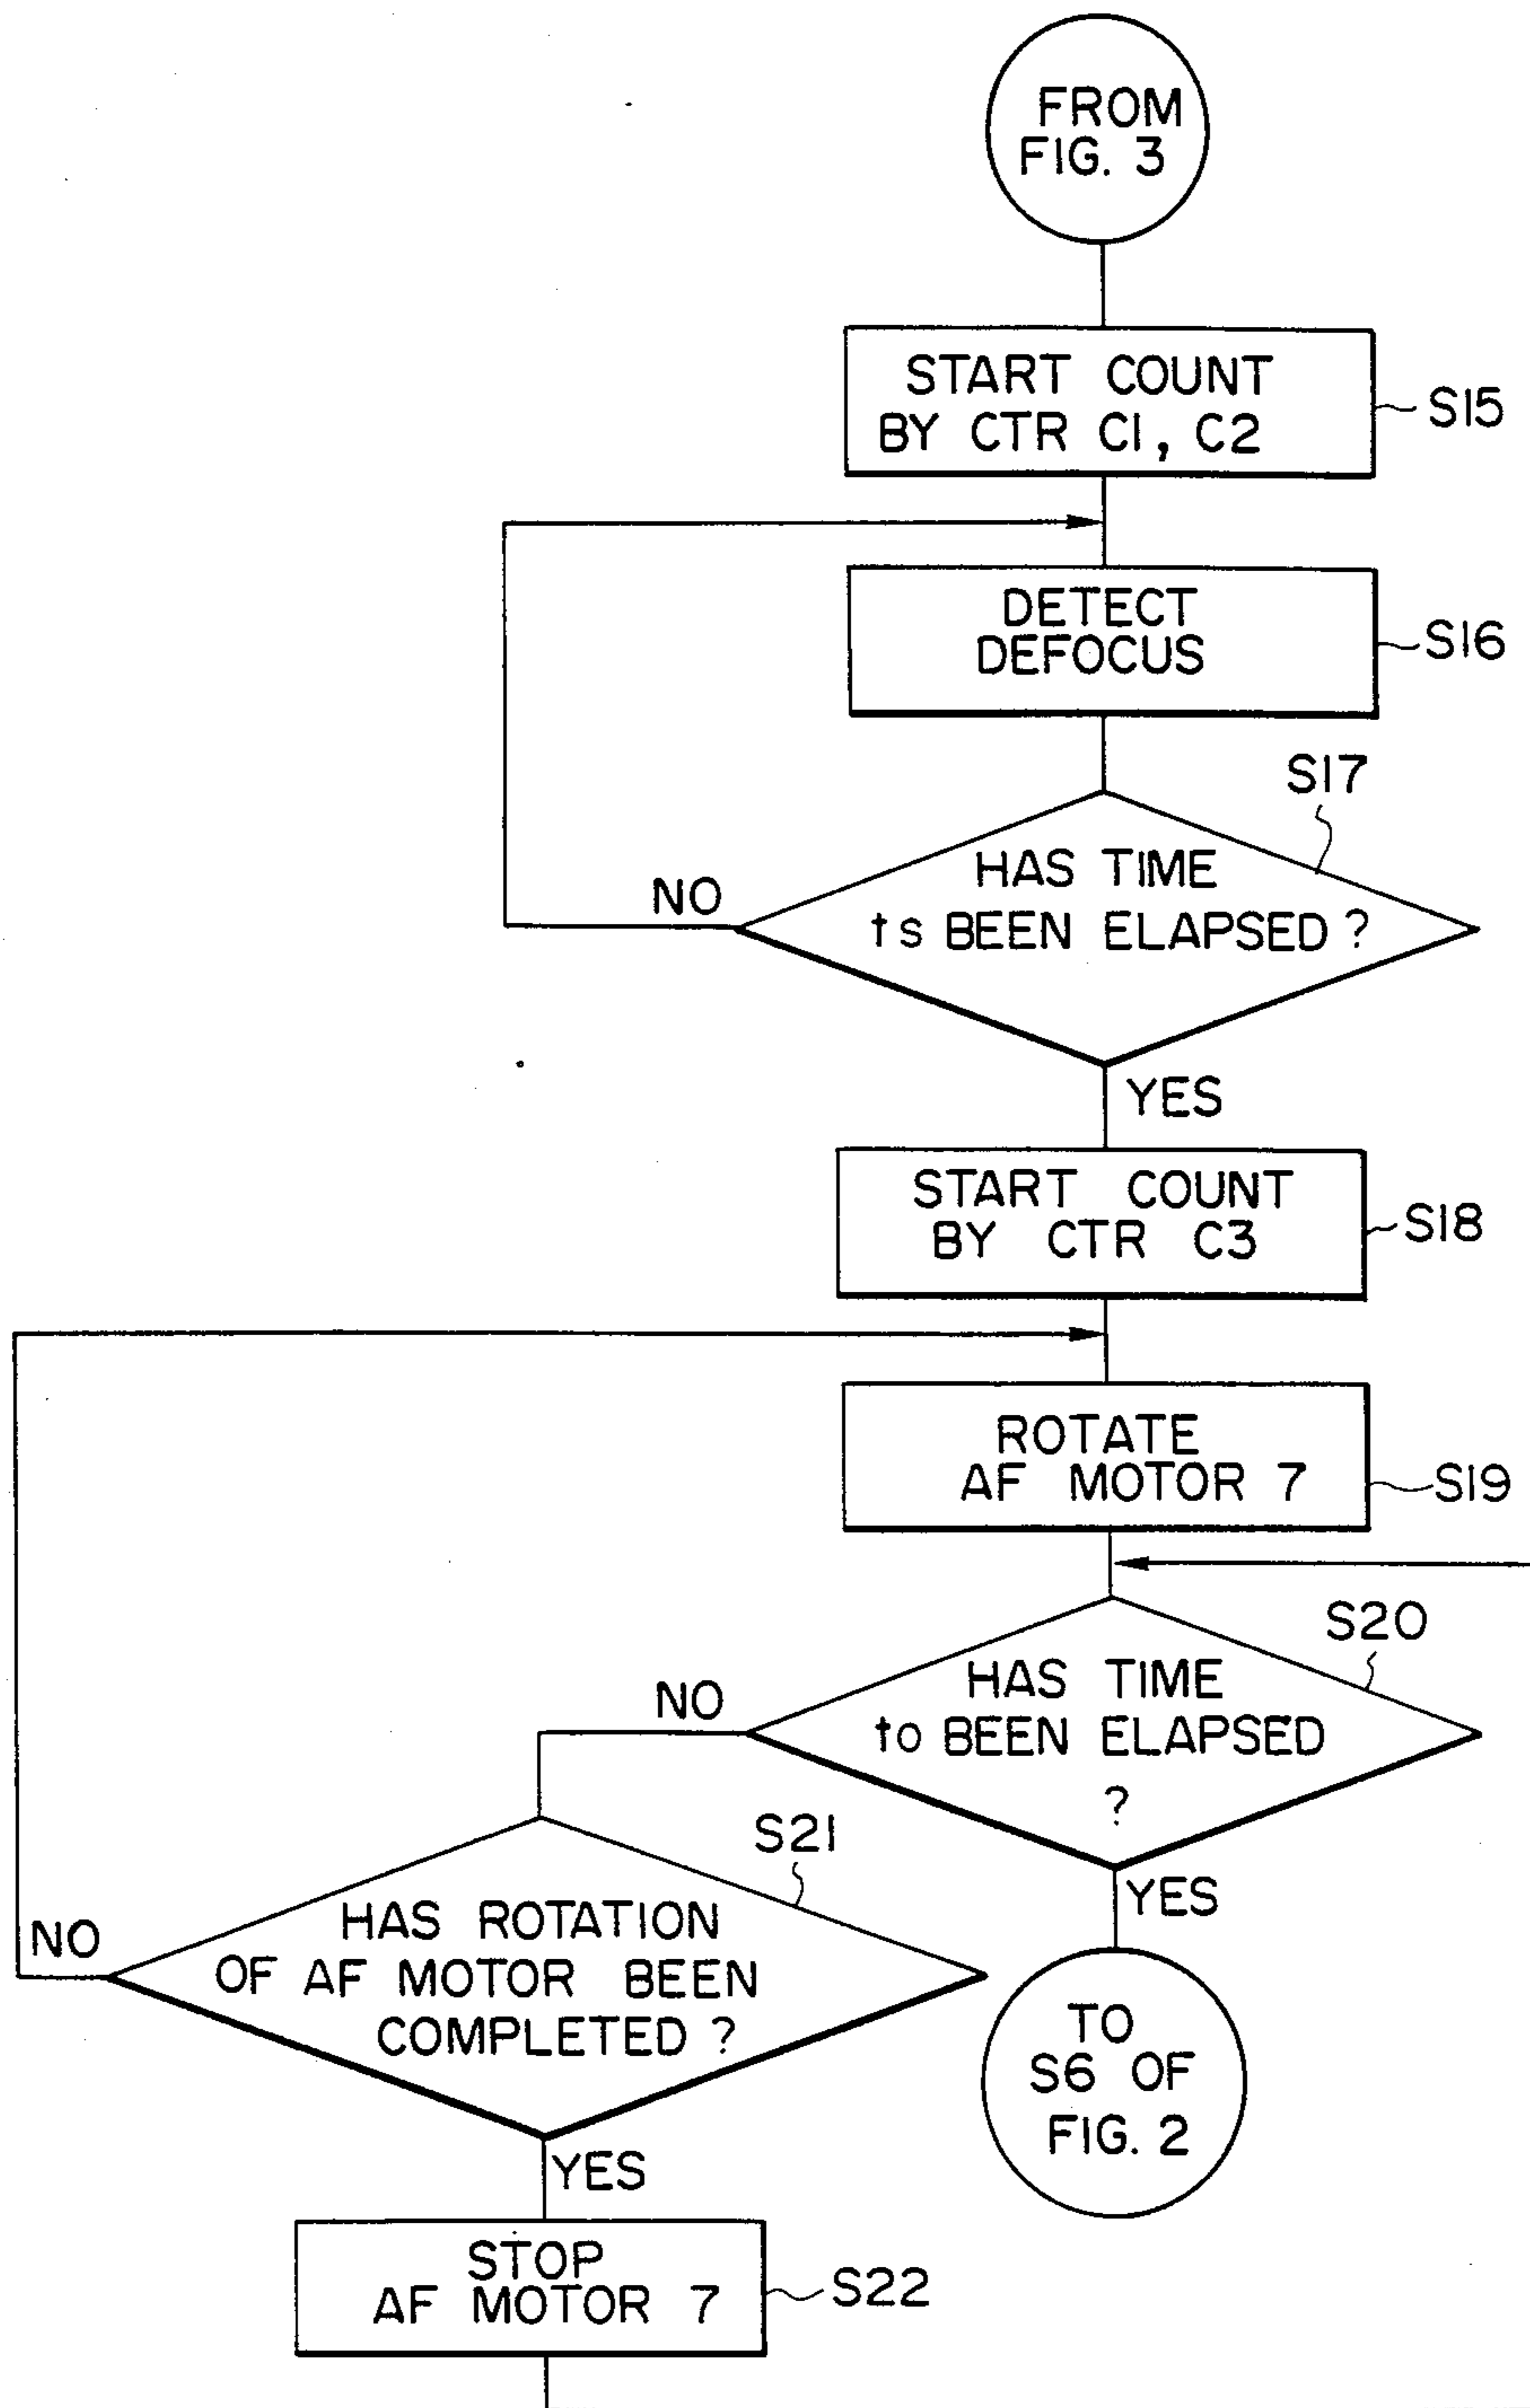 FROM
FIG. 3
START COUNT
BY CTR C1, C2
S15
DETECT
DEFOCUS
S16
S17
HAS TIME
ts BEEN ELAPSED ?
NO
YES
START COUNT
BY CTR C3
S18
ROTATE
AF MOTOR 7
S19
S20
HAS TIME
to BEEN ELAPSED
?
NO
YES
S21
HAS ROTATION
OF AF MOTOR BEEN
COMPLETED ?
NO
YES
TO
S6 OF
FIG. 2
STOP
AF MOTOR 7
S22